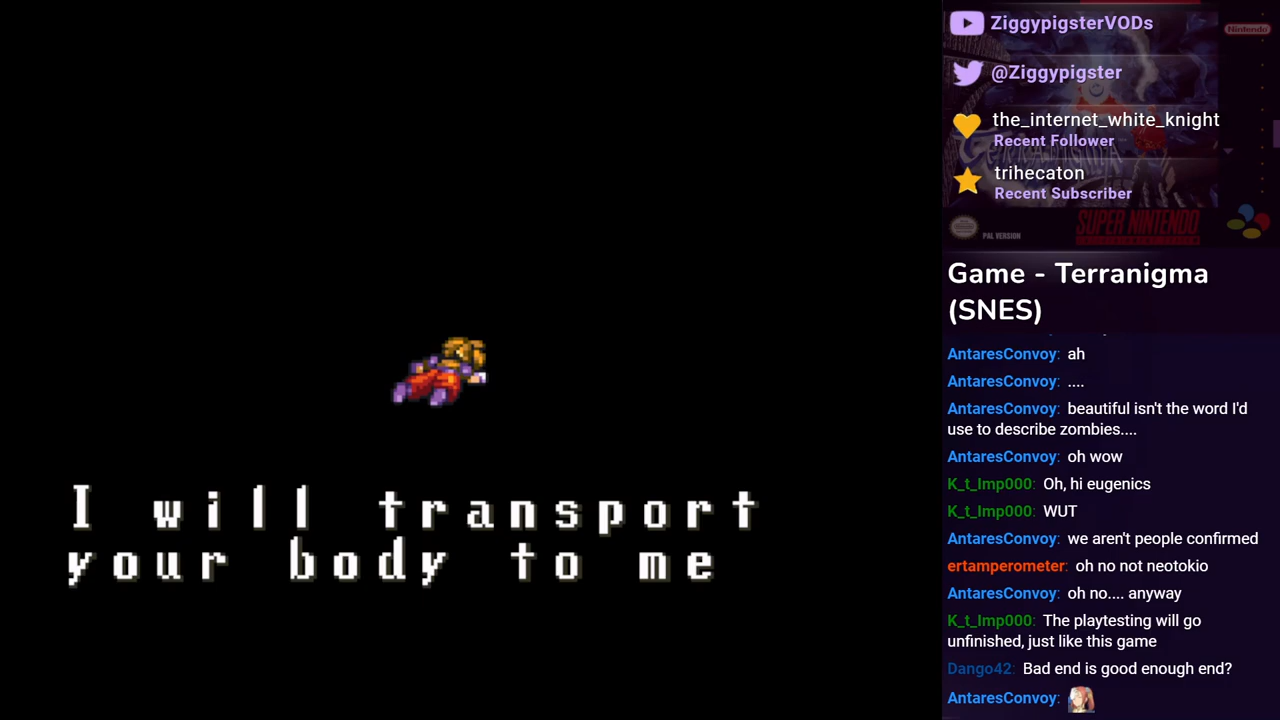 I will transport
your body to me
ZiggypigsterVODs
@Ziggypigster
the_internet_white_knight
Recent Follower
trihecaton
Recent Subscriber
Nintendo
PAL VERSION
SUPER NINTENDO
Game - Terranigma
(SNES)
AntaresConvoy: ah
AntaresConvoy: ....
AntaresConvoy: beautiful isn't the word I'd
use to describe zombies....
AntaresConvoy: oh wow
K_t_Imp000: Oh, hi eugenics
K_t_Imp000: WUT
AntaresConvoy: we aren't people confirmed
ertamperometer: oh no not neotokio
AntaresConvoy: oh no.... anyway
K_t_Imp000: The playtesting will go
unfinished, just like this game
Dango42: Bad end is good enough end?
AntaresConvoy: